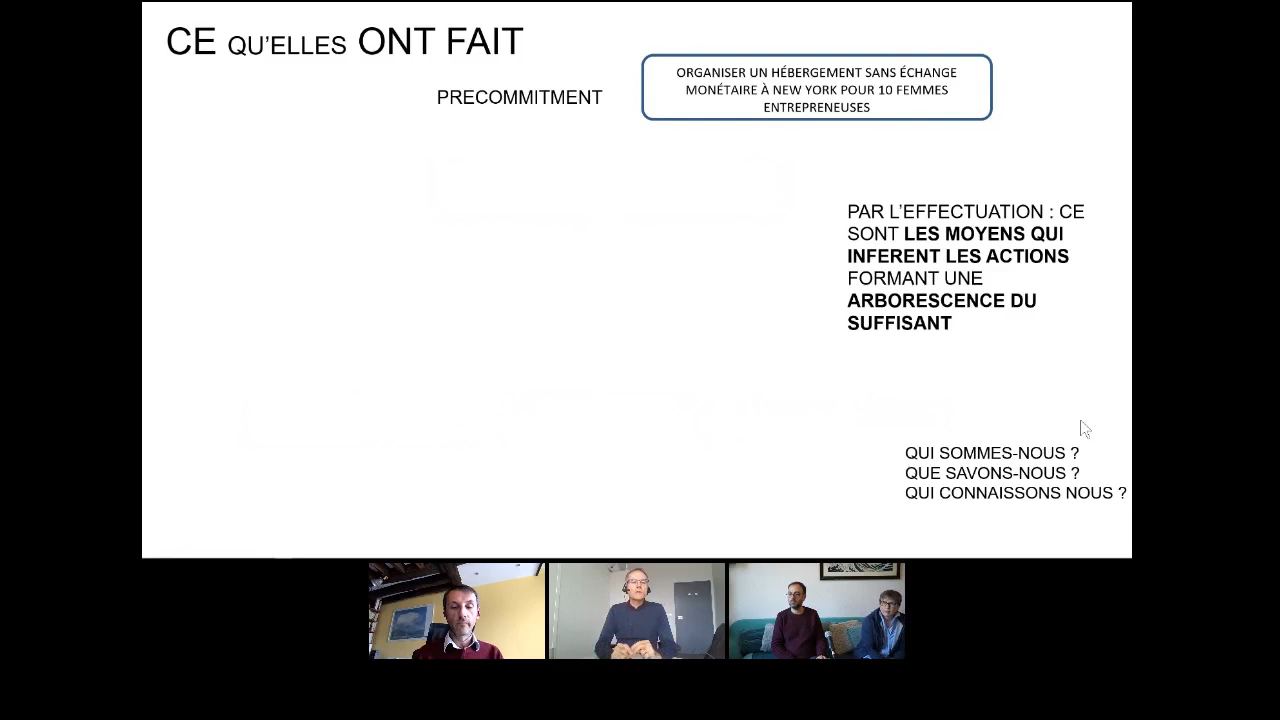 CE QU'ELLES ONT FAIT
PRECOMMITMENT
ORGANISER UN HÉBERGEMENT SANS ÉCHANGE
MONÉTAIRE À NEW YORK POUR 10 FEMMES
ENTREPRENEUSES
PAR L'EFFECTUATION : CE
SONT LES MOYENS QUI
INFERENT LES ACTIONS
FORMANT UNE
ARBORESCENCE DU
SUFFISANT
QUI SOMMES-NOUS ?
QUE SAVONS-NOUS ?
QUI CONNAISSONS NOUS ?